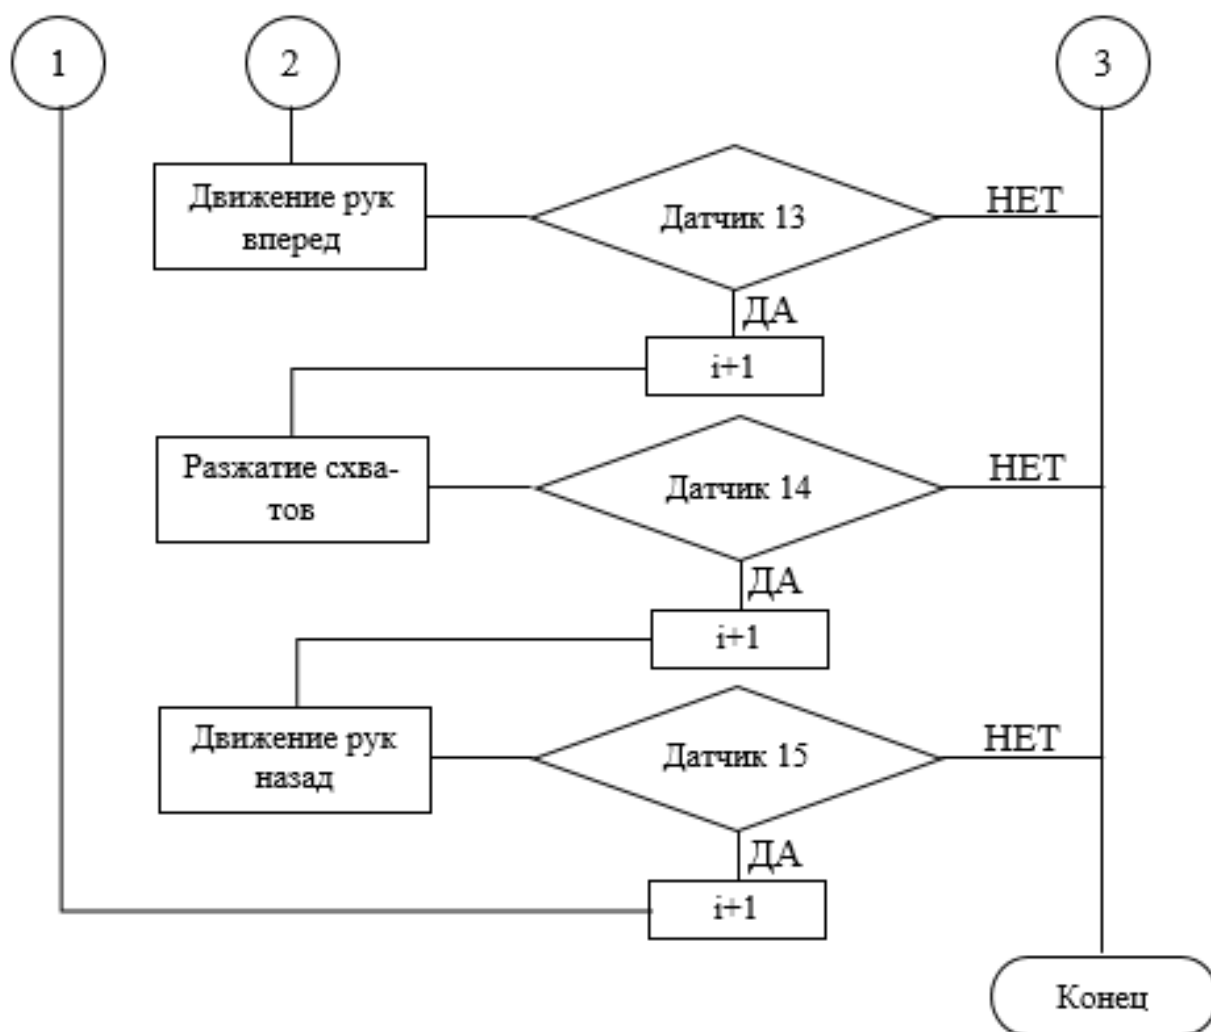 1
2
3
Движение рук
вперед
Датчик 13
НЕТ
ДА
i+1
Разжатие схва-
тов
Датчик 14
НЕТ
ДА
i+1
Движение рук
назад
Датчик 15
НЕТ
ДА
i+1
Конец